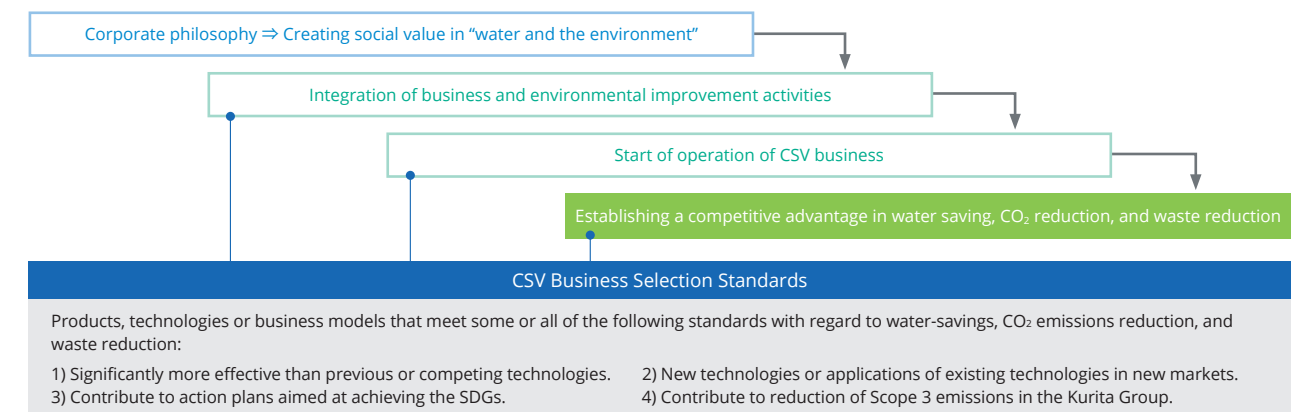 Corporate philosophy ⇒ Creating social value in “water and the environment”
Integration of business and environmental improvement activities
Start of operation of CSV business
Establishing a competitive advantage in water saving, CO₂ reduction, and waste reduction
CSV Business Selection Standards
Products, technologies or business models that meet some or all of the following standards with regard to water-savings, CO₂ emissions reduction, and
waste reduction:
1) Significantly more effective than previous or competing technologies.
2) New technologies or applications of existing technologies in new markets.
3) Contribute to action plans aimed at achieving the SDGs.
4) Contribute to reduction of Scope 3 emissions in the Kurita Group.